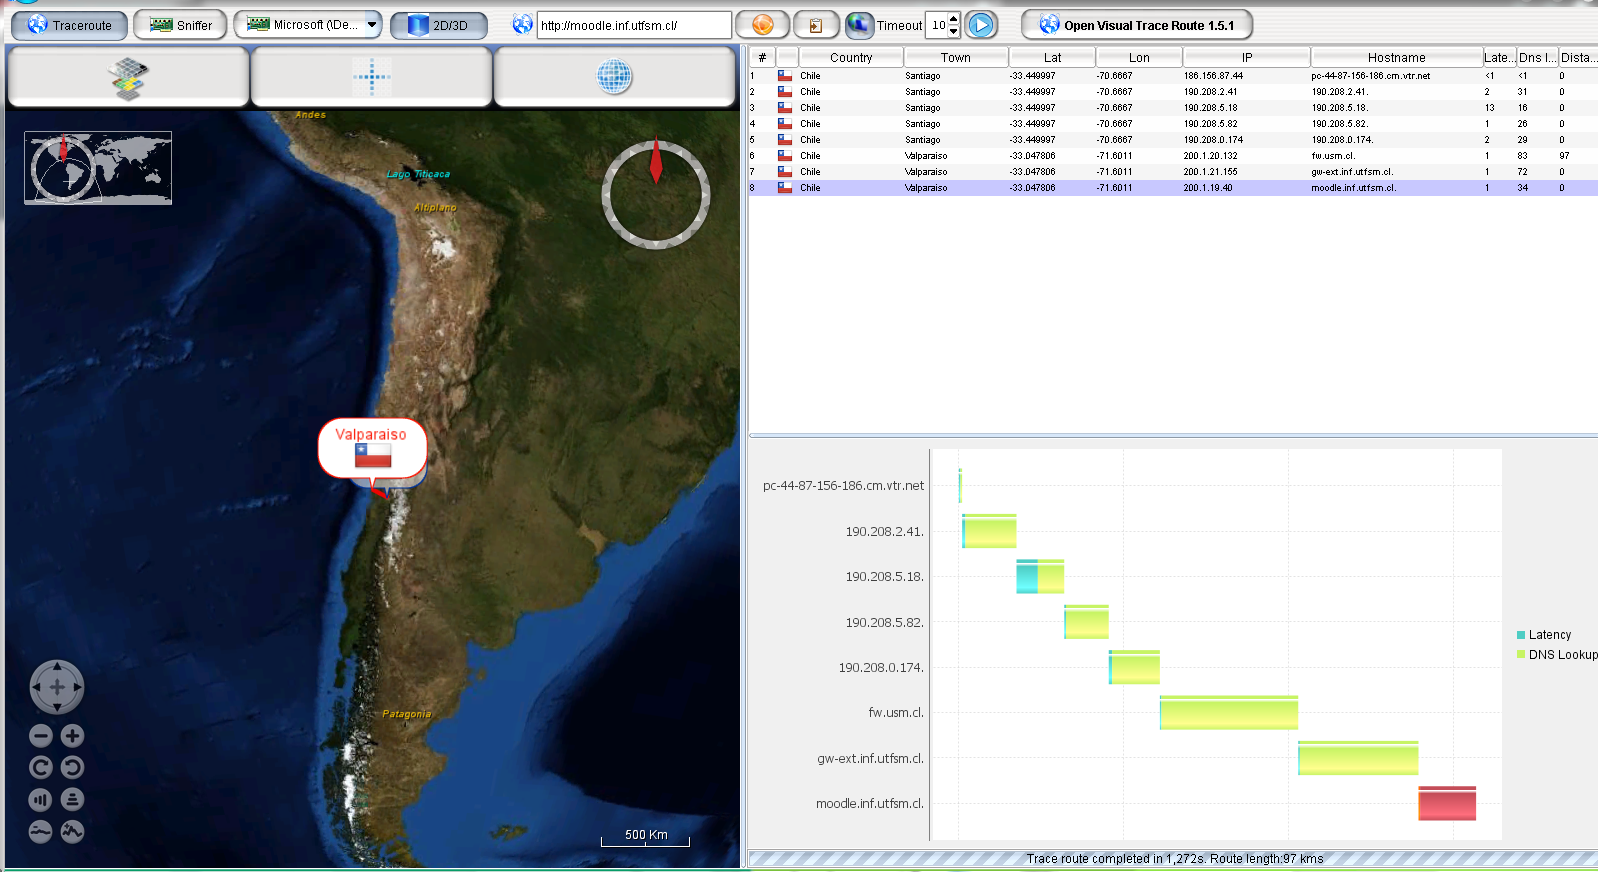 Traceroute Sniffer Microsoft (\De... 2D/3D http://moodle.inf.utfsm.cl/ Timeout 10 Open Visual Trace Route 1.5.1
Andes
Lago Titicaca
Altiplano
Valparaiso
Patagonia
500 Km
# Country Town Lat Lon IP Hostname Late... Dns l... Dista...
1 Chile Santiago -33.449997 -70.6667 186.156.87.44 pc-44-87-156-186.cm.vtr.net <1 <1 0
2 Chile Santiago -33.449997 -70.6667 190.208.2.41 190.208.2.41. 2 31 0
3 Chile Santiago -33.449997 -70.6667 190.208.5.18 190.208.5.18. 13 16 0
4 Chile Santiago -33.449997 -70.6667 190.208.5.82 190.208.5.82. 1 26 0
5 Chile Santiago -33.449997 -70.6667 190.208.0.174 190.208.0.174. 2 29 0
6 Chile Valparaiso -33.047806 -71.6011 200.1.20.132 fw.usm.cl. 1 83 97
7 Chile Valparaiso -33.047806 -71.6011 200.1.21.155 gw-ext.inf.utfsm.cl. 1 72 0
8 Chile Valparaiso -33.047806 -71.6011 200.1.19.40 moodle.inf.utfsm.cl. 1 34 0
pc-44-87-156-186.cm.vtr.net
190.208.2.41.
190.208.5.18.
190.208.5.82.
190.208.0.174.
fw.usm.cl.
gw-ext.inf.utfsm.cl.
moodle.inf.utfsm.cl.
Latency
DNS Lookup
Trace route completed in 1,272s. Route length:97 kms